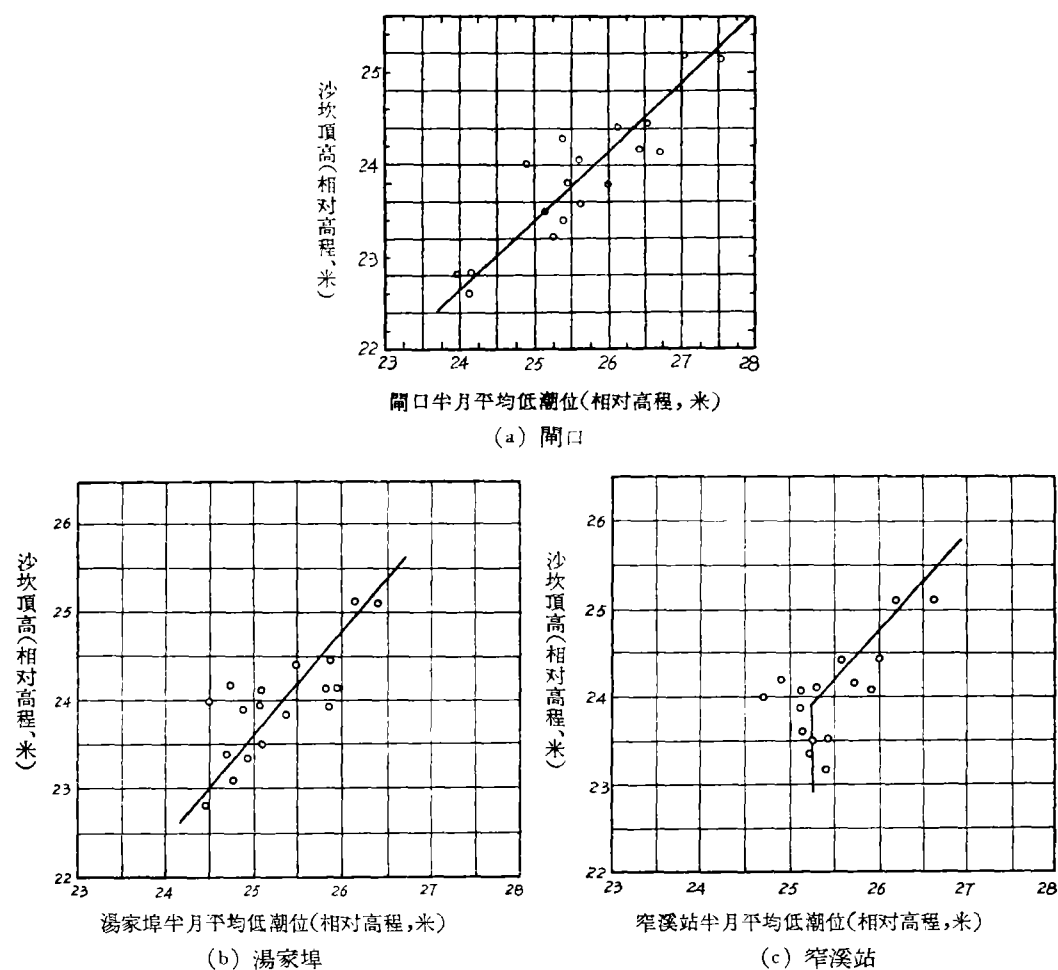 沙坎頂高(相对高程、米)
25
24
23
22
23 24 25 26 27 28
閘口半月平均低潮位(相对高程,米)
(a) 閘口
沙坎頂高(相对高程、米)
26
25
24
23
22
23 24 25 26 27 28
湯家埠半月平均低潮位(相对高程,米)
(b) 湯家埠
沙坎頂高(相对高程、米)
26
25
24
23
22
23 24 25 26 27 28
窄溪站半月平均低潮位(相对高程,米)
(c) 窄溪站